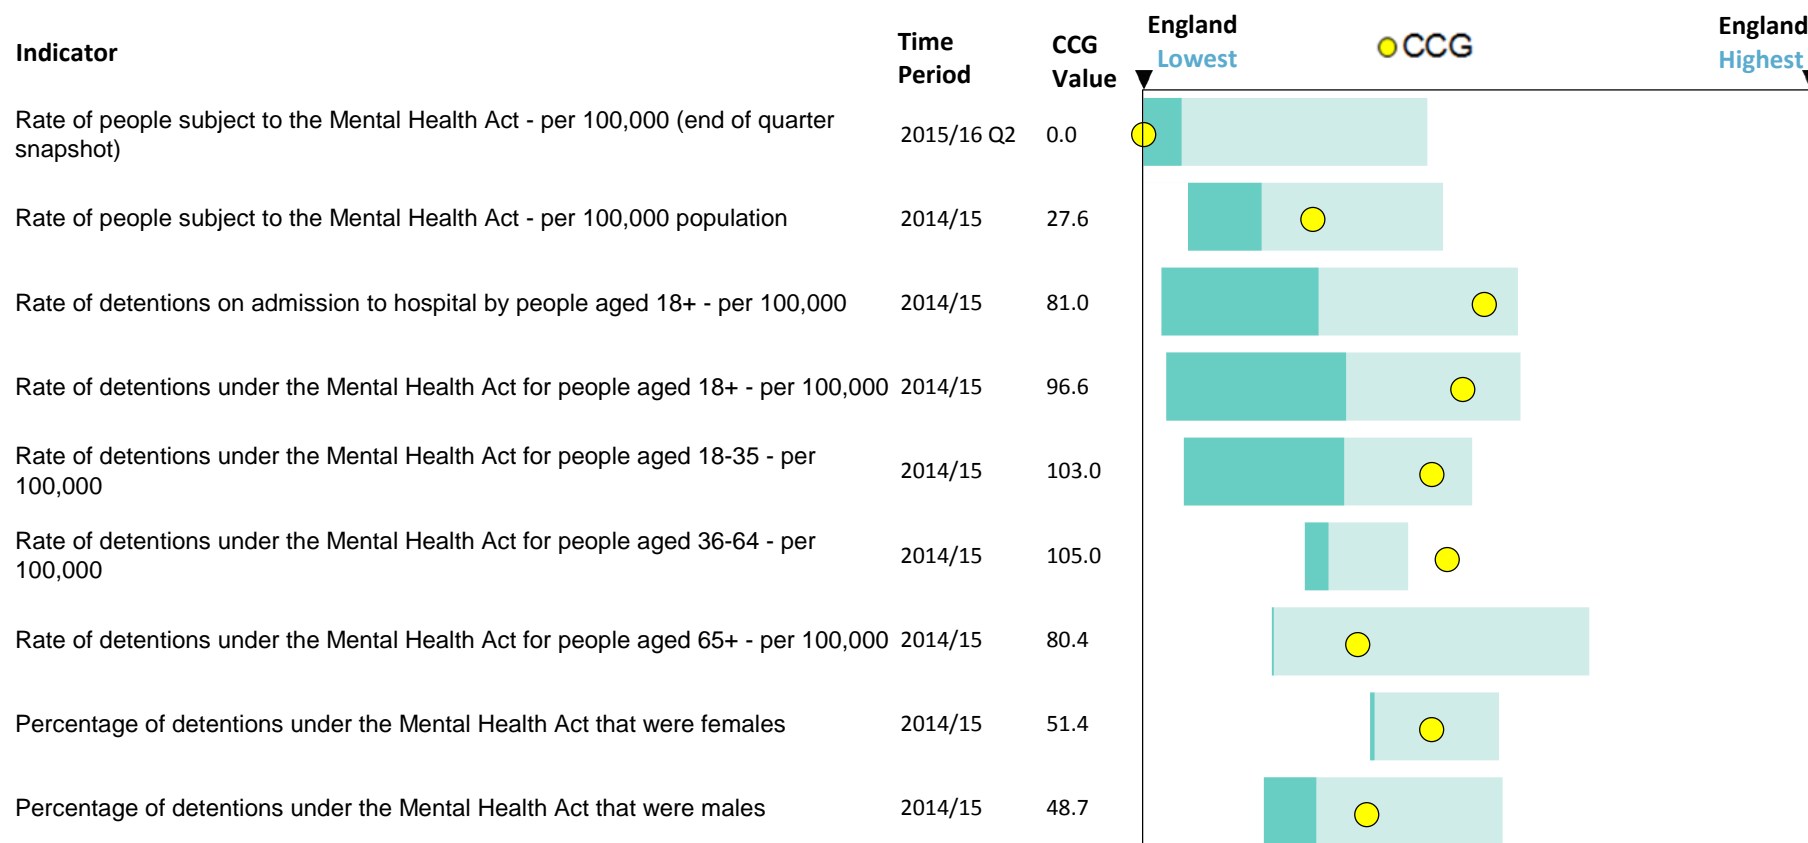 Indicator
Time Period
CCG Value
England Lowest
CCG
England Highest
Rate of people subject to the Mental Health Act - per 100,000 (end of quarter
snapshot)
2015/16 Q2
0.0
Rate of people subject to the Mental Health Act - per 100,000 population
2014/15
27.6
Rate of detentions on admission to hospital by people aged 18+ - per 100,000
2014/15
81.0
Rate of detentions under the Mental Health Act for people aged 18+ - per 100,000
2014/15
96.6
Rate of detentions under the Mental Health Act for people aged 18-35 - per
100,000
2014/15
103.0
Rate of detentions under the Mental Health Act for people aged 36-64 - per
100,000
2014/15
105.0
Rate of detentions under the Mental Health Act for people aged 65+ - per 100,000
2014/15
80.4
Percentage of detentions under the Mental Health Act that were females
2014/15
51.4
Percentage of detentions under the Mental Health Act that were males
2014/15
48.7